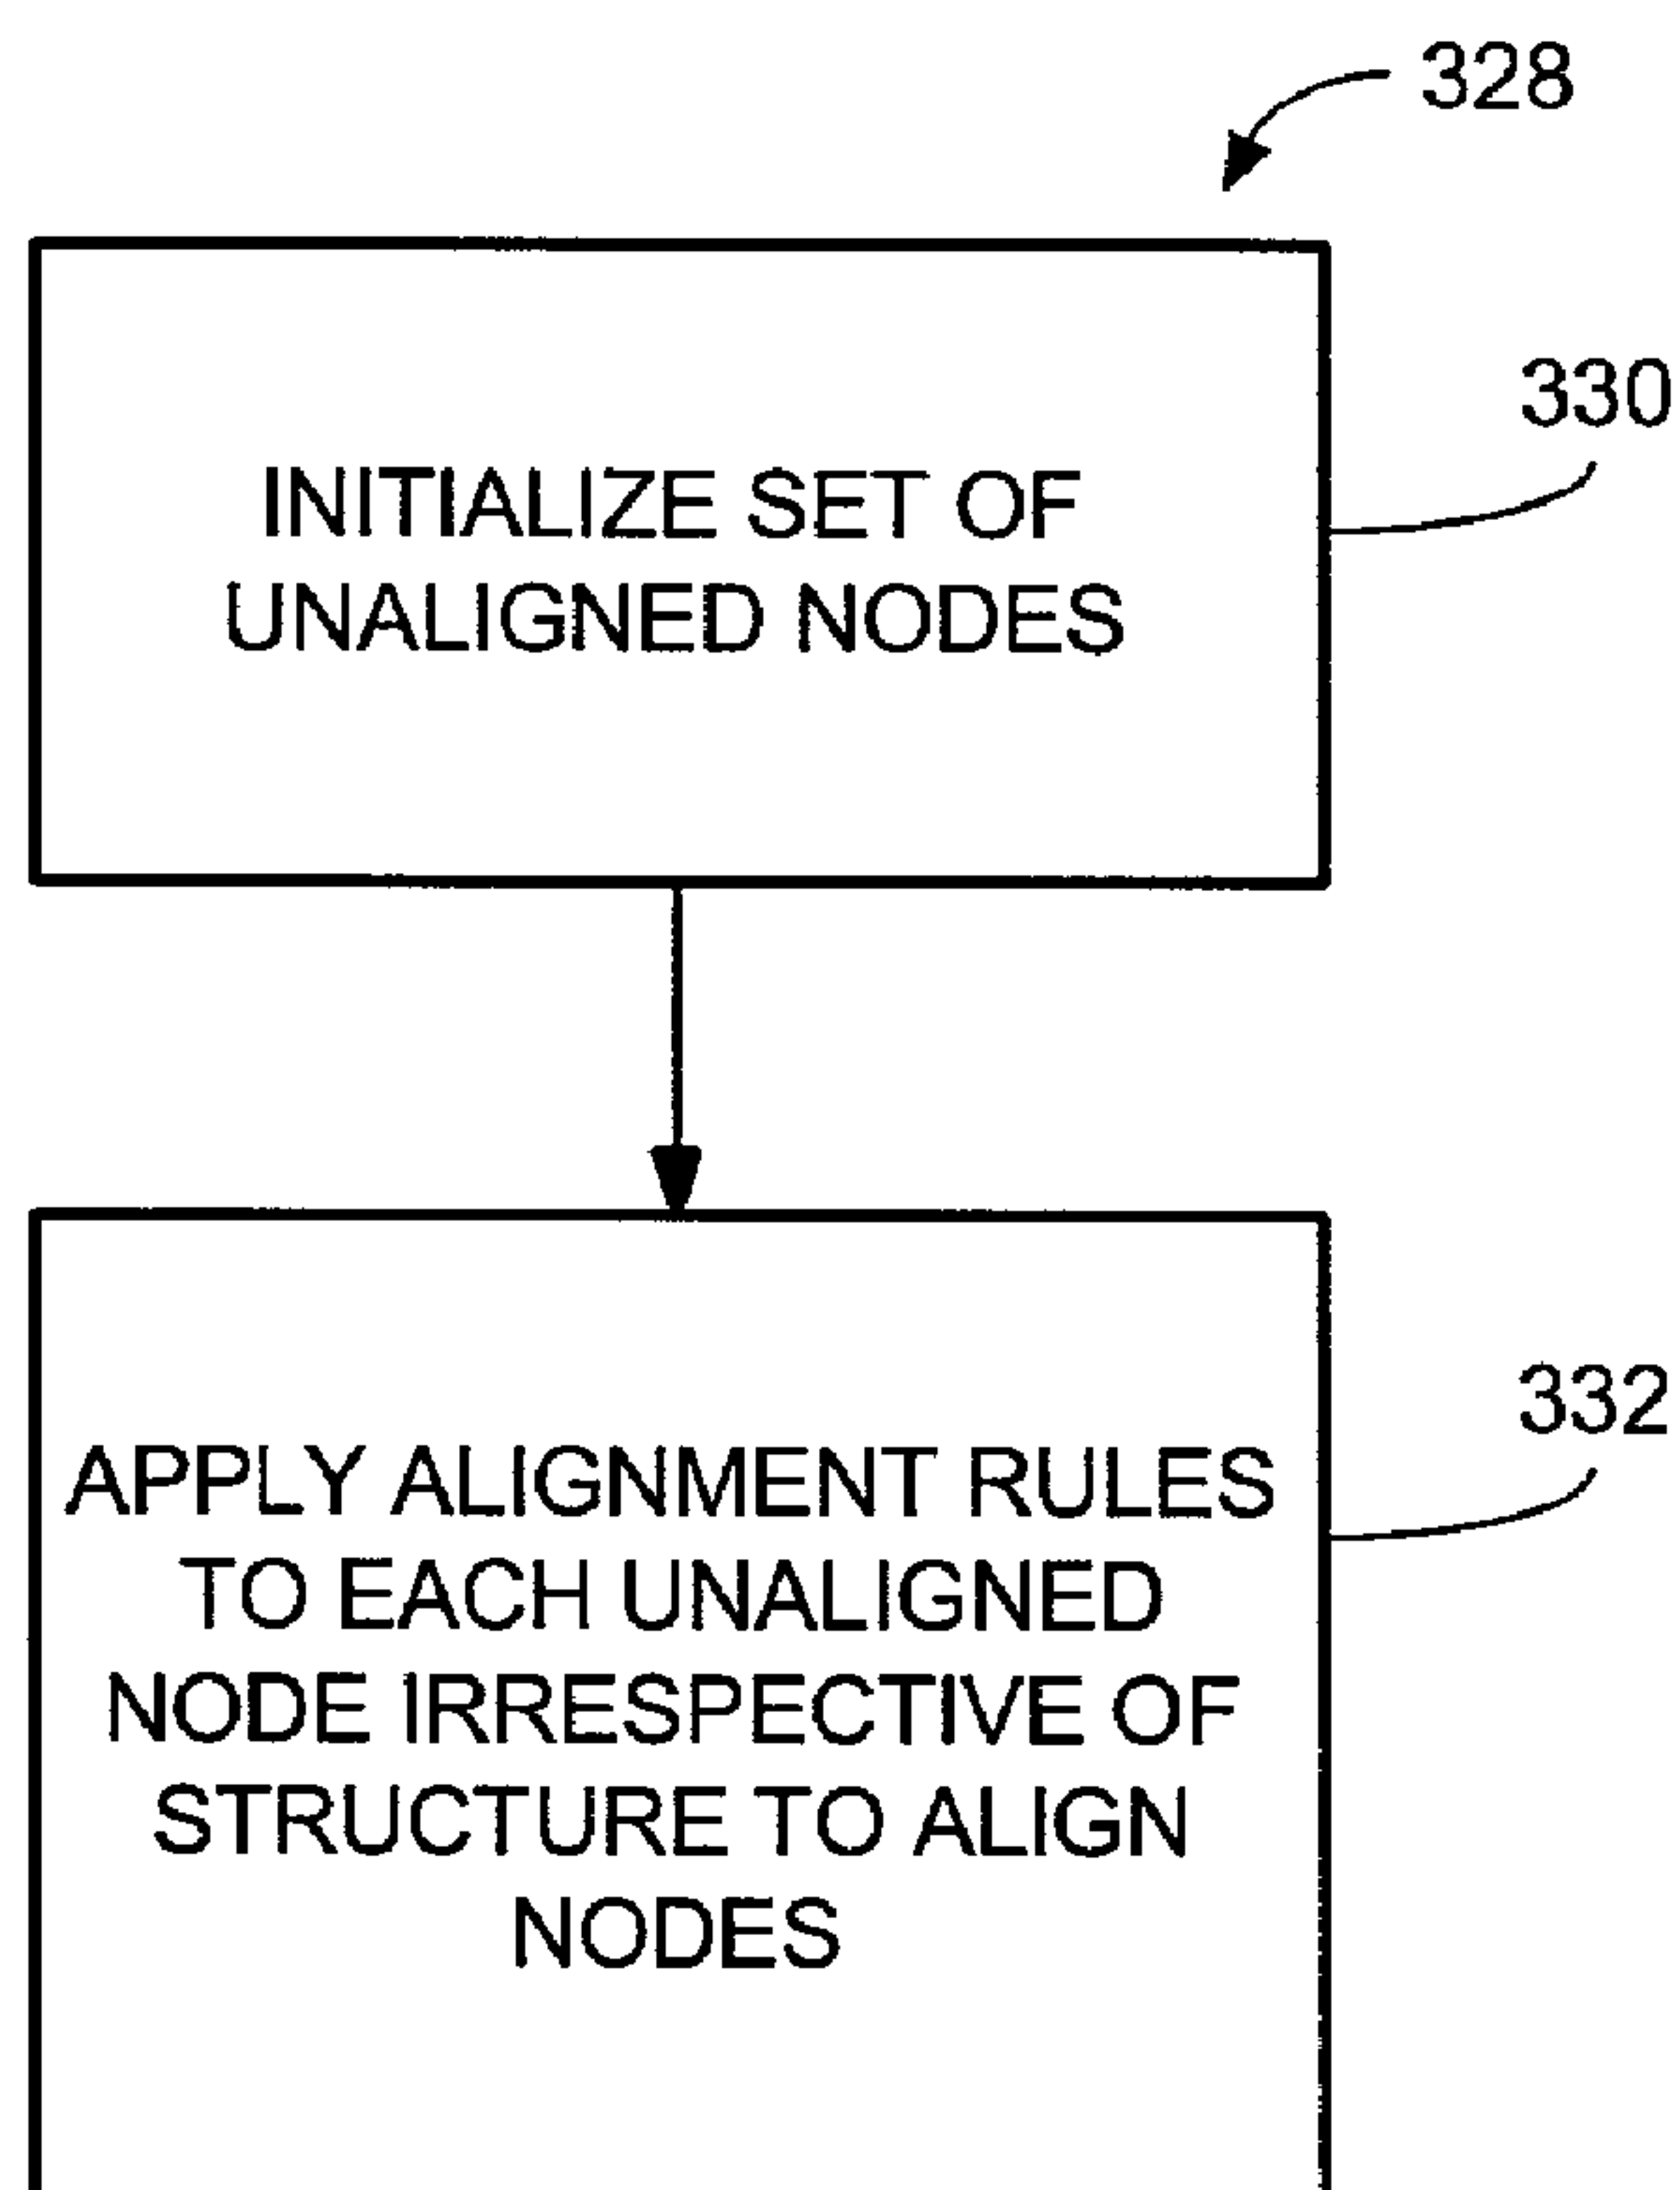 328
330
INITIALIZE SET OF
UNALIGNED NODES
332
APPLY ALIGNMENT RULES
TO EACH UNALIGNED
NODE IRRESPECTIVE OF
STRUCTURE TO ALIGN
NODES